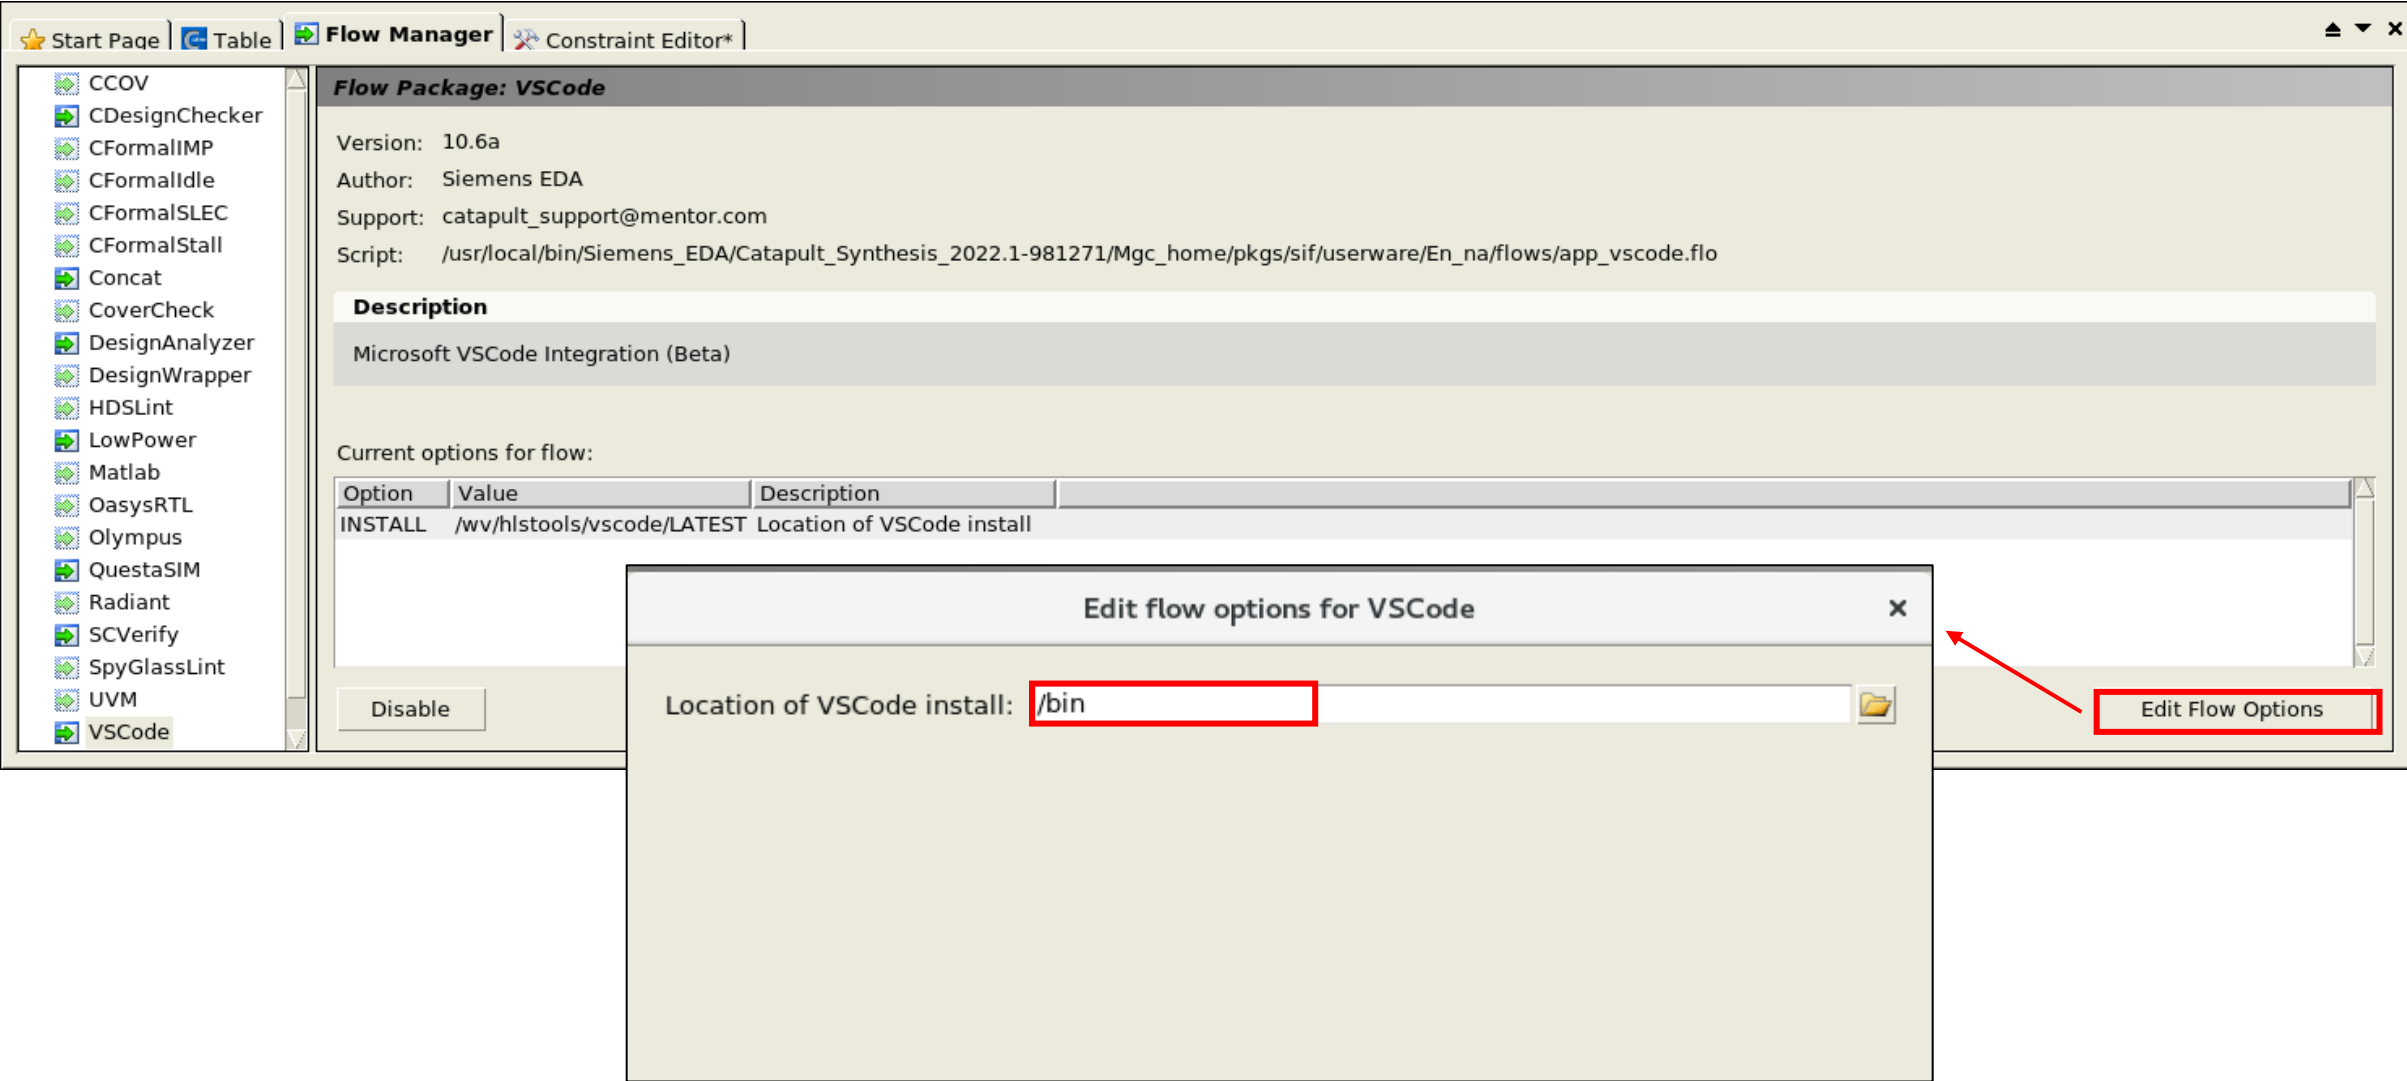 Start Page
Table
Flow Manager
Constraint Editor*
CCOV
CDesignChecker
CFormalIMP
CFormalIdle
CFormalSLEC
CFormalStall
Concat
CoverCheck
DesignAnalyzer
DesignWrapper
HDSLint
LowPower
Matlab
OasysRTL
Olympus
QuestaSIM
Radiant
SCVerify
SpyGlassLint
UVM
VSCode
Flow Package: VSCode
Version: 10.6a
Author: Siemens EDA
Support: catapult_support@mentor.com
Script: /usr/local/bin/Siemens_EDA/Catapult_Synthesis_2022.1-981271/Mgc_home/pkgs/sif/userware/En_na/flows/app_vscode.flo
Description
Microsoft VSCode Integration (Beta)
Current options for flow:
Option Value Description
INSTALL /wv/hlstools/vscode/LATEST Location of VSCode install
Disable
Edit Flow Options
Edit flow options for VSCode
Location of VSCode install: /bin